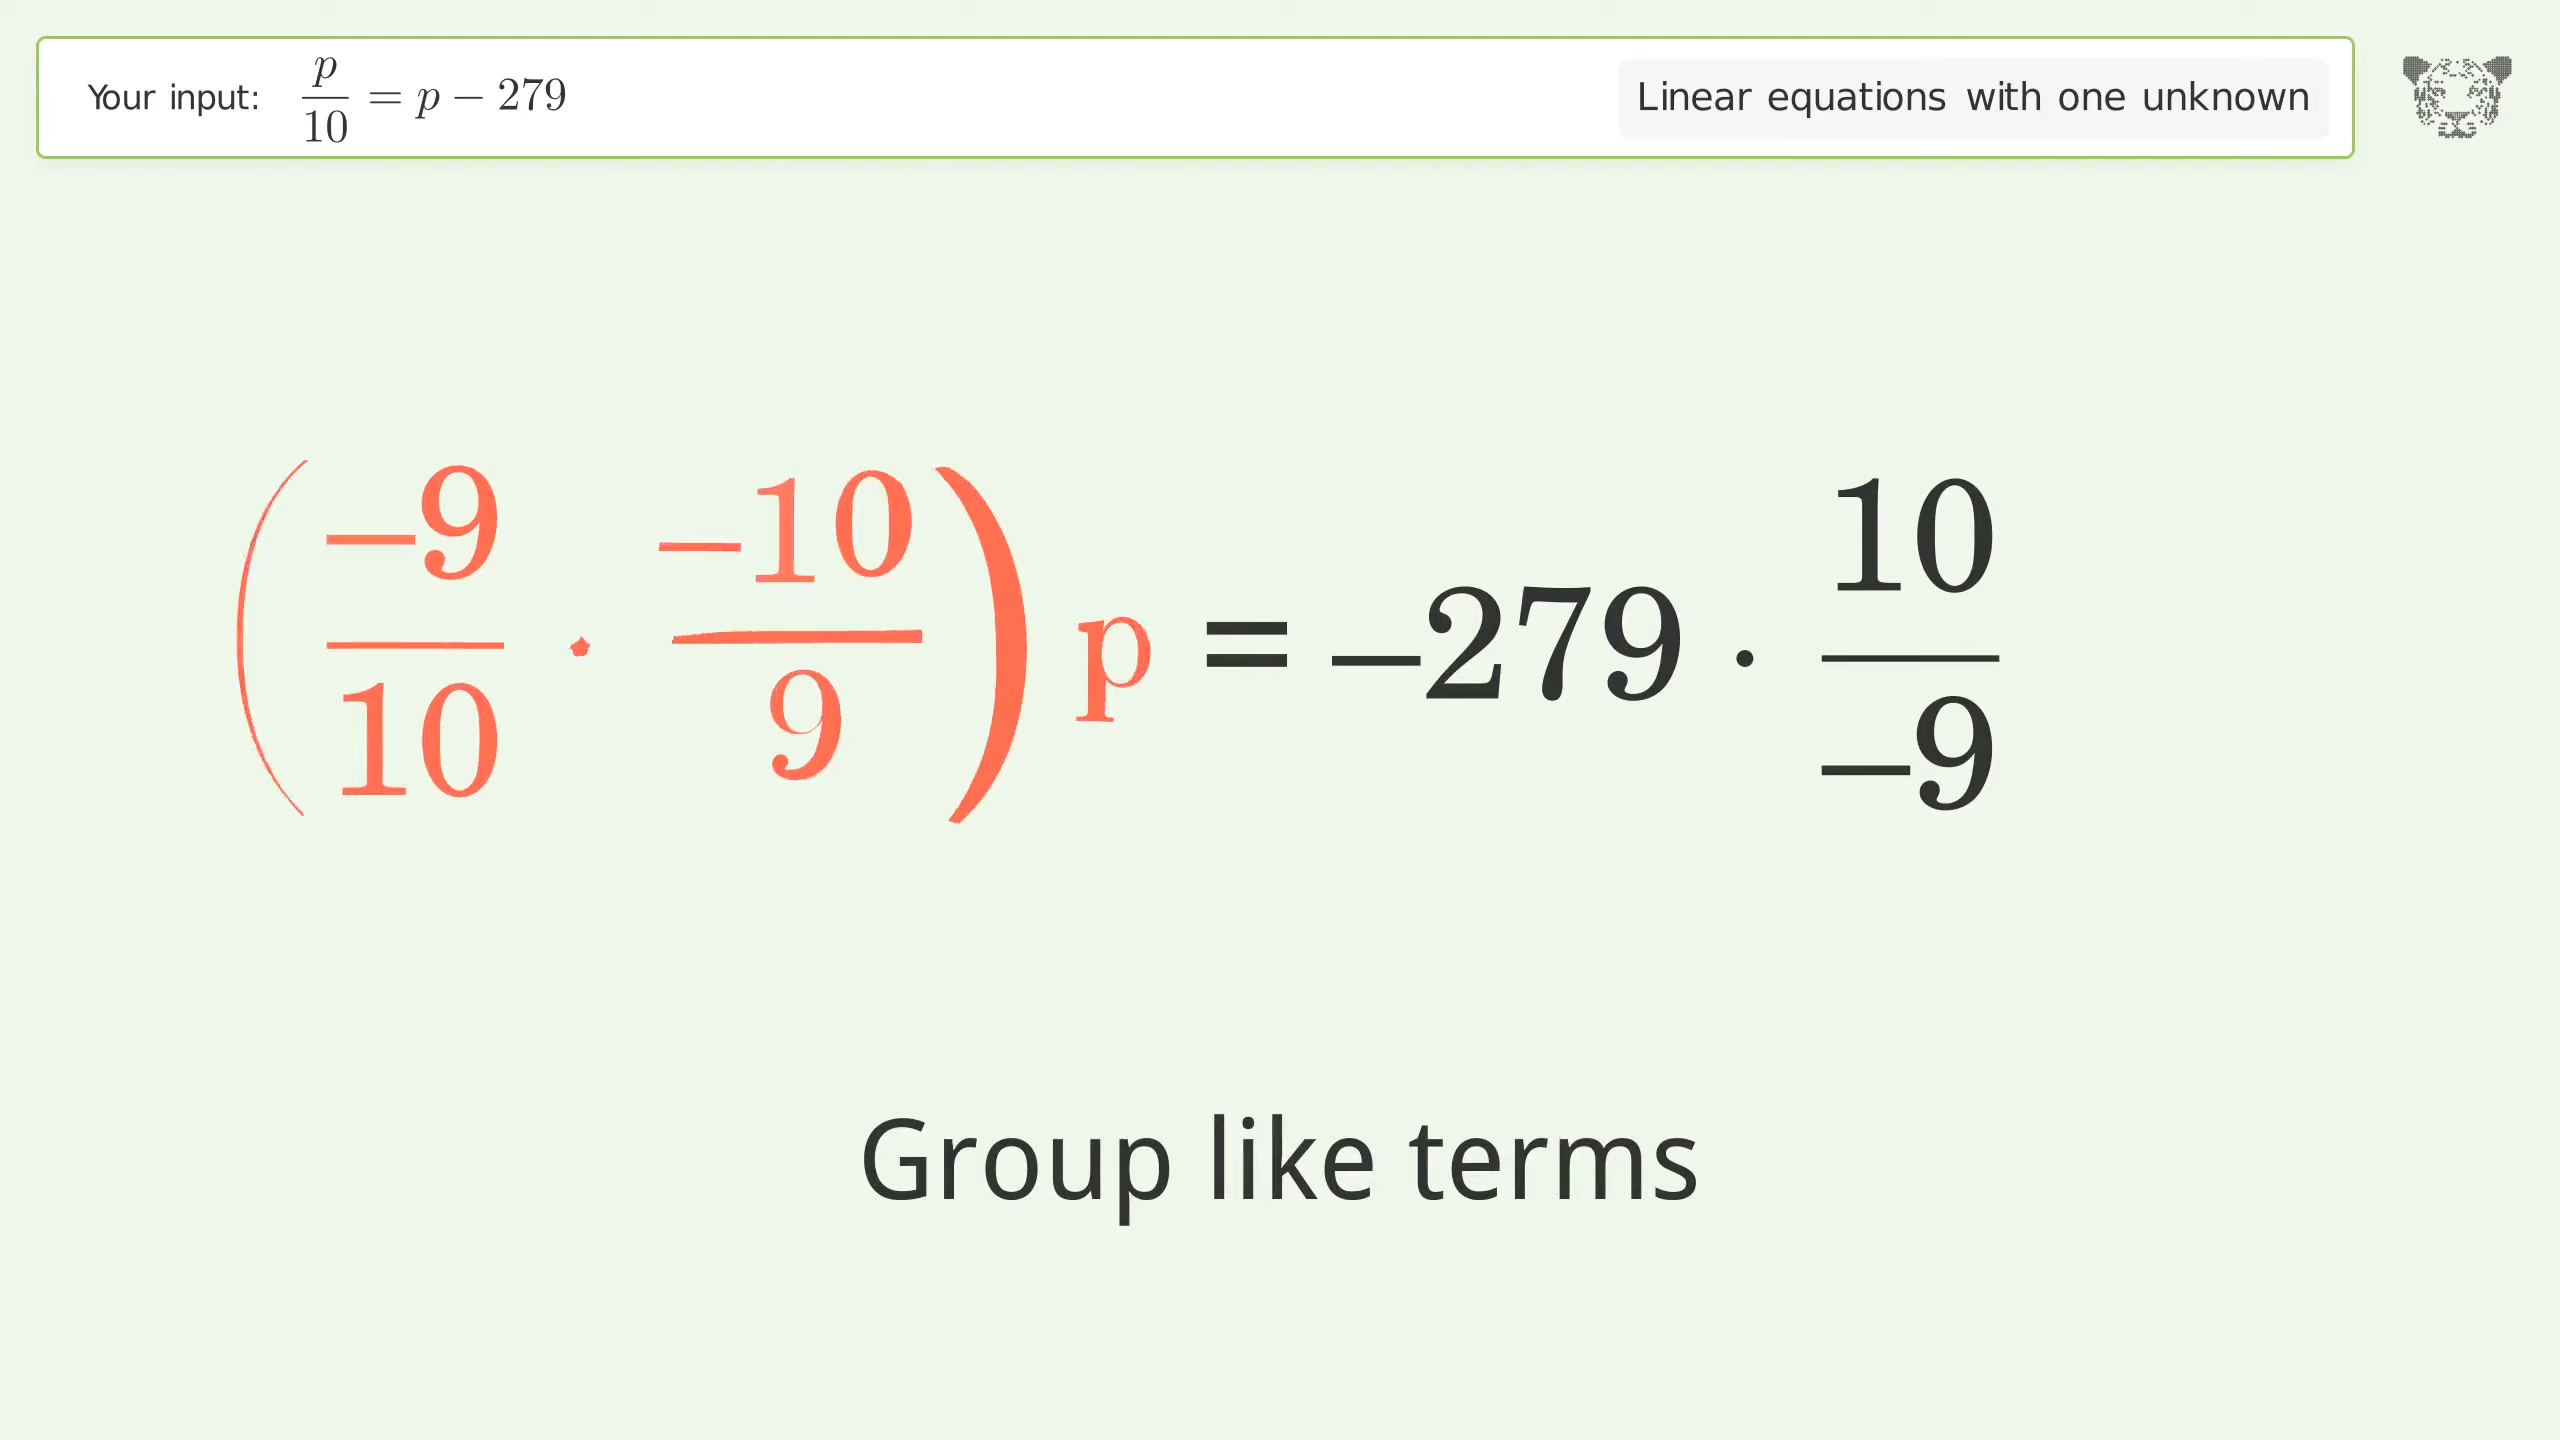 Your input: p/10 = p − 279
Linear equations with one unknown
(−9/10 · −10/9) p = −279 · 10/−9
Group like terms